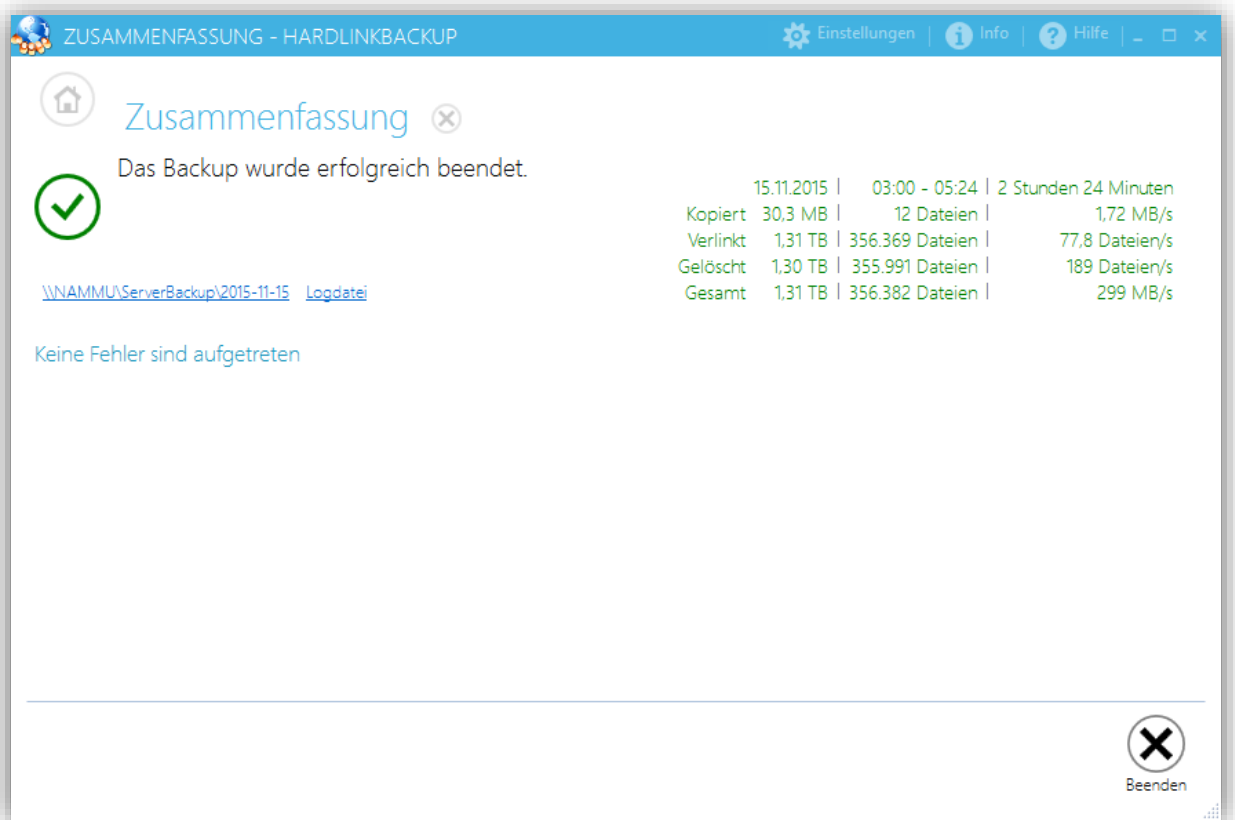 ZUSAMMENFASSUNG - HARDLINKBACKUP
Einstellungen | Info | Hilfe
Zusammenfassung
Das Backup wurde erfolgreich beendet.
15.11.2015 | 03:00 - 05:24 | 2 Stunden 24 Minuten
Kopiert 30,3 MB | 12 Dateien | 1,72 MB/s
Verlinkt 1,31 TB | 356.369 Dateien | 77,8 Dateien/s
Gelöscht 1,30 TB | 355.991 Dateien | 189 Dateien/s
Gesamt 1,31 TB | 356.382 Dateien | 299 MB/s
\\NAMMU\ServerBackup\2015-11-15 Logdatei
Keine Fehler sind aufgetreten
Beenden